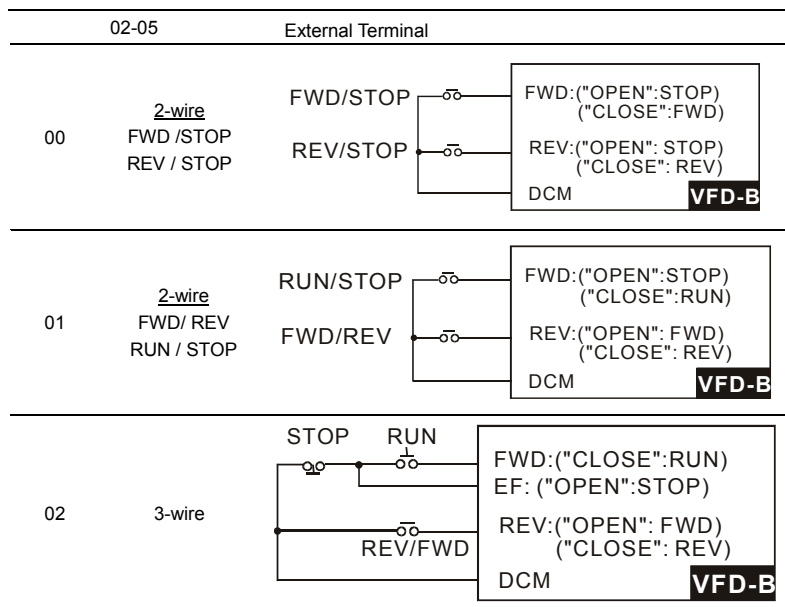 02-05 External Terminal
00
2-wire
FWD /STOP
REV / STOP
FWD/STOP
REV/STOP
FWD:("OPEN":STOP)
("CLOSE":FWD)
REV:("OPEN": STOP)
("CLOSE": REV)
DCM
VFD-B
01
2-wire
FWD/ REV
RUN / STOP
RUN/STOP
FWD/REV
FWD:("OPEN":STOP)
("CLOSE":RUN)
REV:("OPEN": FWD)
("CLOSE": REV)
DCM
VFD-B
02
3-wire
STOP RUN
REV/FWD
FWD:("CLOSE":RUN)
EF: ("OPEN":STOP)
REV:("OPEN": FWD)
("CLOSE": REV)
DCM
VFD-B